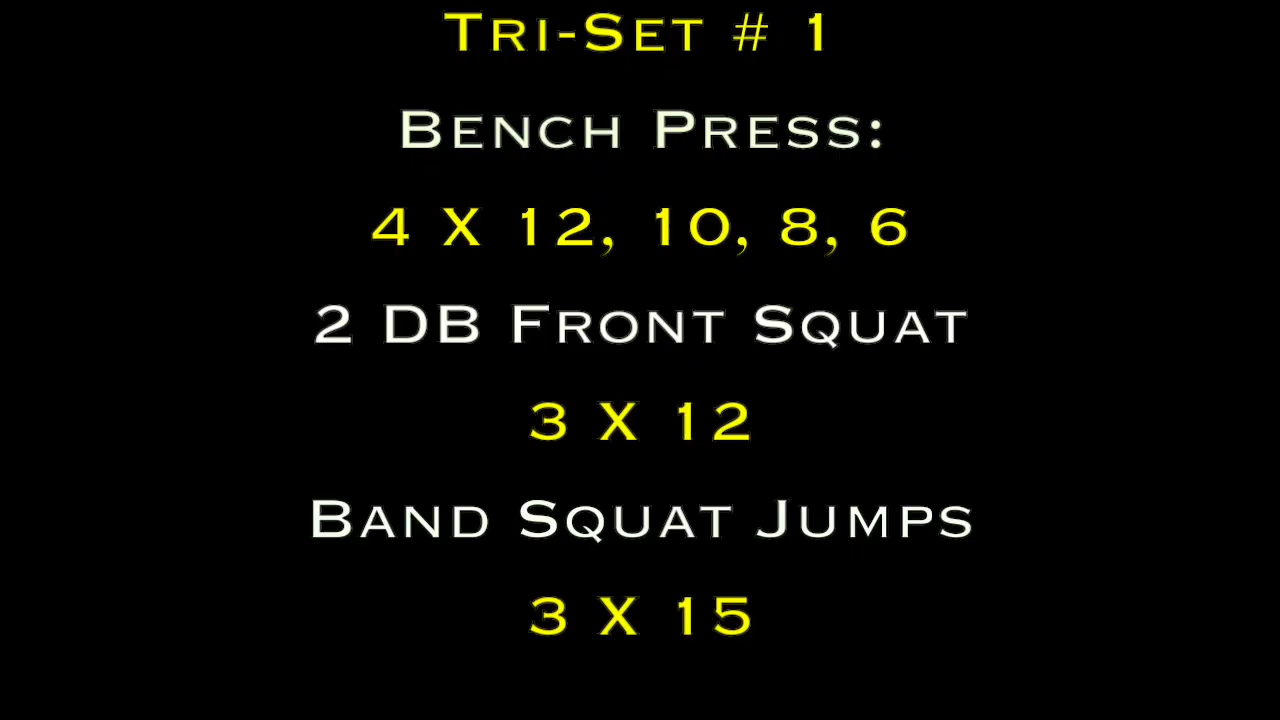 Tri-Set # 1
Bench Press:
4 x 12, 10, 8, 6
2 DB Front Squat
3 x 12
Band Squat Jumps
3 x 15